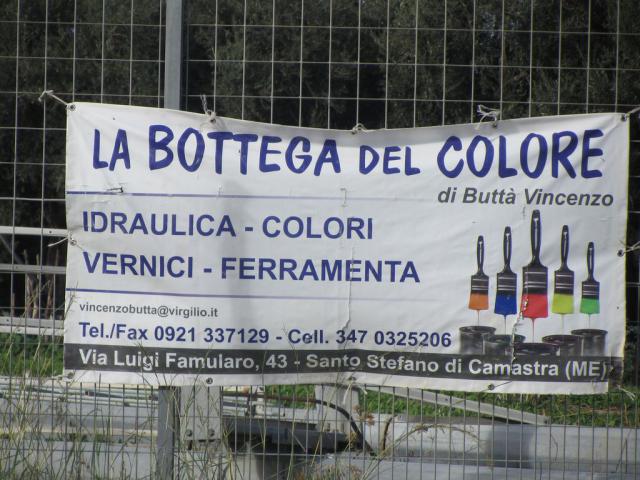 LA BOTTEGA DEL COLORE
di Buttà Vincenzo
IDRAULICA - COLORI
VERNICI - FERRAMENTA
vincenzobutta@virgilio.it
Tel./Fax 0921 337129 - Cell. 347 0325206
Via Luigi Famularo, 43 - Santo Stefano di Camastra (ME)